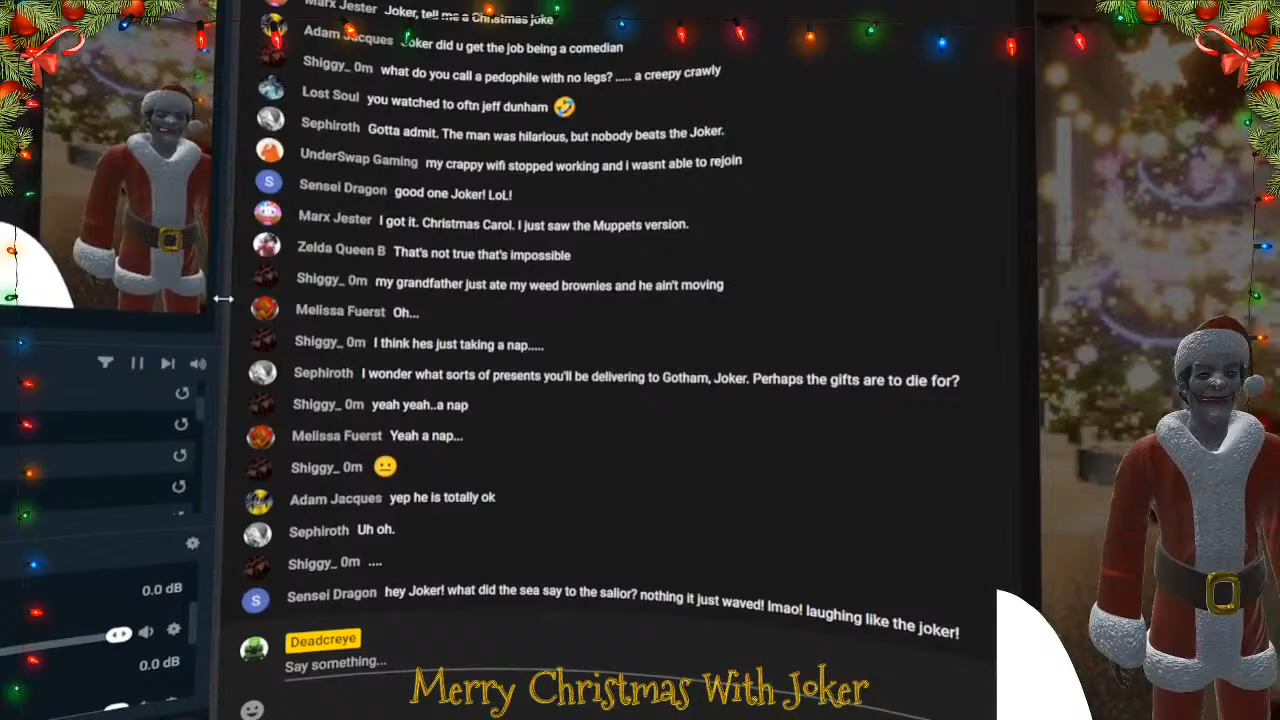 Marx Jester Joker, tell me a Christmas joke
Adam Jacques Joker did u get the job being a comedian
Shiggy_ 0m what do you call a pedophile with no legs? ..... a creepy crawly
Lost Soul you watched to oftn jeff dunham 🤣
Sephiroth Gotta admit. The man was hilarious, but nobody beats the Joker.
UnderSwap Gaming my crappy wifi stopped working and i wasnt able to rejoin
S Sensei Dragon good one Joker! LoL!
Marx Jester I got it. Christmas Carol. I just saw the Muppets version.
Zelda Queen B That's not true that's impossible
Shiggy_ 0m my grandfather just ate my weed brownies and he ain't moving
Melissa Fuerst Oh...
Shiggy_ 0m I think hes just taking a nap.....
Sephiroth I wonder what sorts of presents you'll be delivering to Gotham, Joker. Perhaps the gifts are to die for?
Shiggy_ 0m yeah yeah..a nap
Melissa Fuerst Yeah a nap...
Shiggy_ 0m 😐
Adam Jacques yep he is totally ok
Sephiroth Uh oh.
Shiggy_ 0m ....
S Sensei Dragon hey Joker! what did the sea say to the salior? nothing it just waved! lmao! laughing like the joker!
Deadcreye
Say something...
0.0 dB
0.0 dB
Merry Christmas With Joker